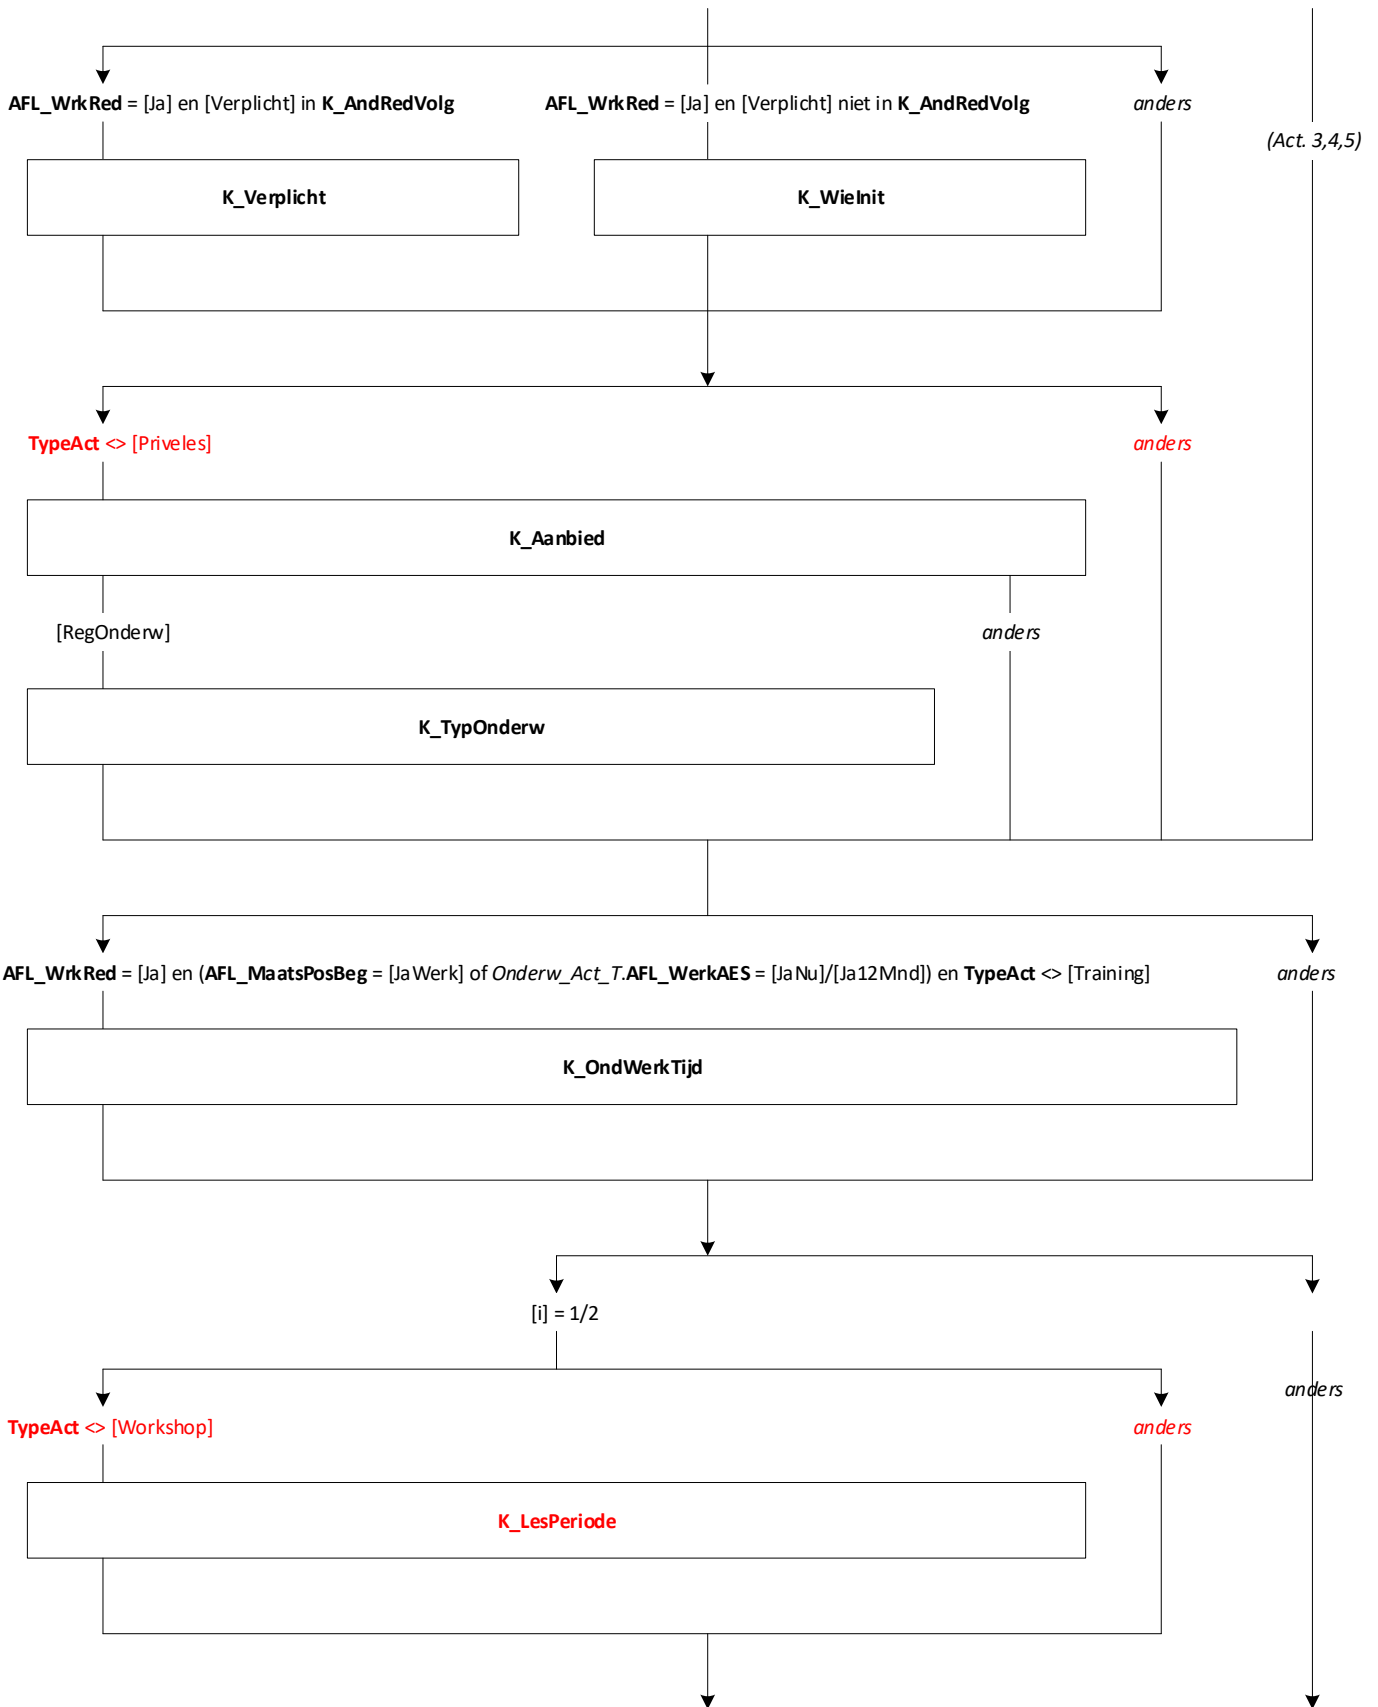 AFL_WrkRed = [Ja] en [Verplicht] in K_AndRedVolg
AFL_WrkRed = [Ja] en [Verplicht] niet in K_AndRedVolg
anders
(Act. 3,4,5)
K_Verplicht
K_WieInit
TypeAct <> [Priveles]
anders
K_Aanbied
[RegOnderw]
anders
K_TypOnderw
AFL_WrkRed = [Ja] en (AFL_MaatsPosBeg = [JaWerk] of Onderw_Act_T.AFL_WerkAES = [JaNu]/[Ja12Mnd]) en TypeAct <> [Training]
anders
K_OndWerkTijd
[i] = 1/2
anders
TypeAct <> [Workshop]
anders
K_LesPeriode